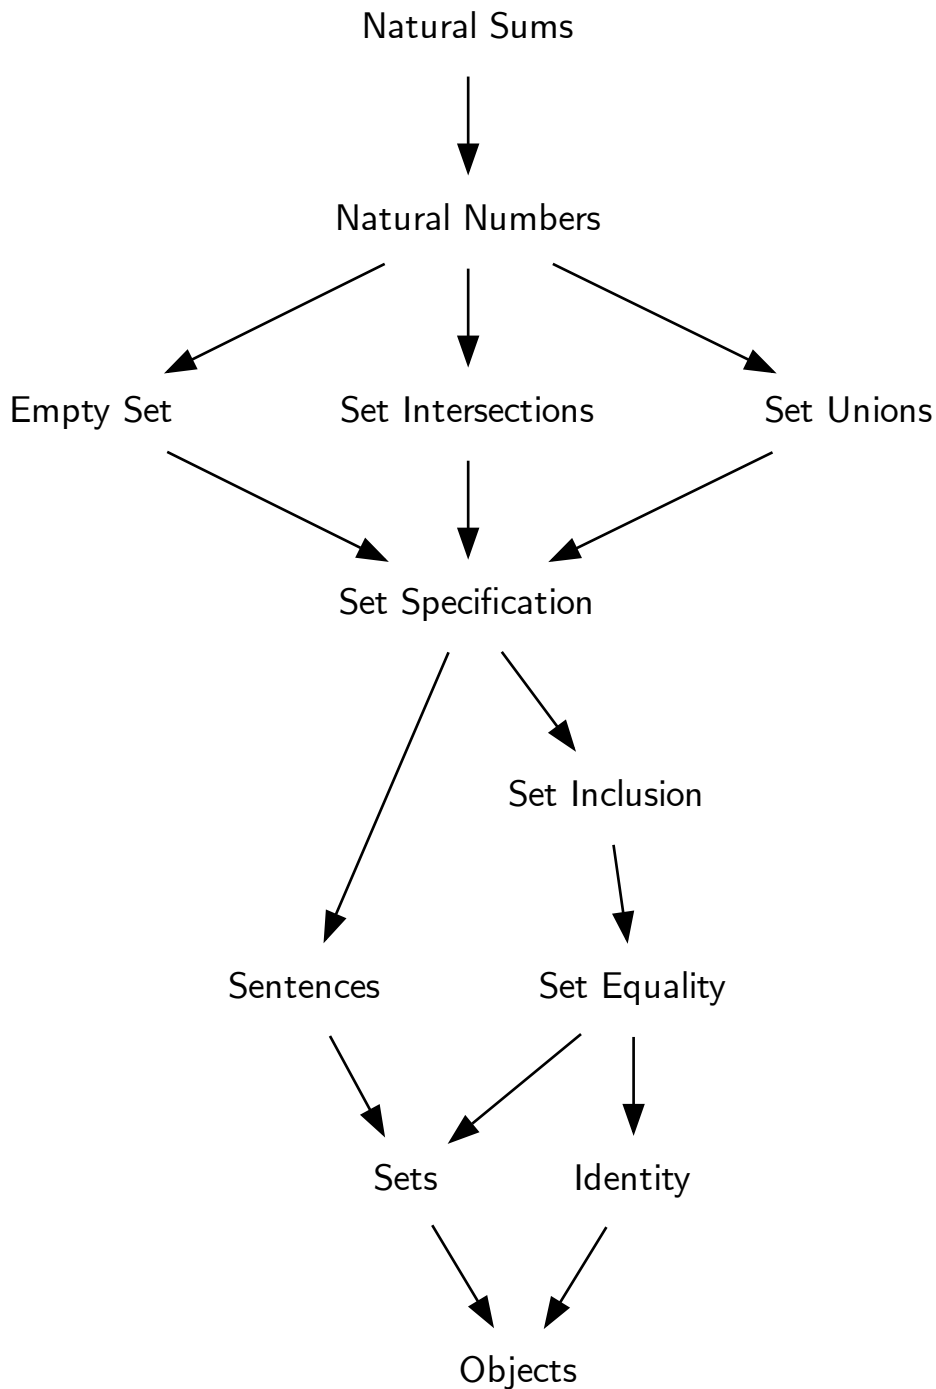 Natural Sums
Natural Numbers
Empty Set
Set Intersections
Set Unions
Set Specification
Set Inclusion
Sentences
Set Equality
Sets
Identity
Objects